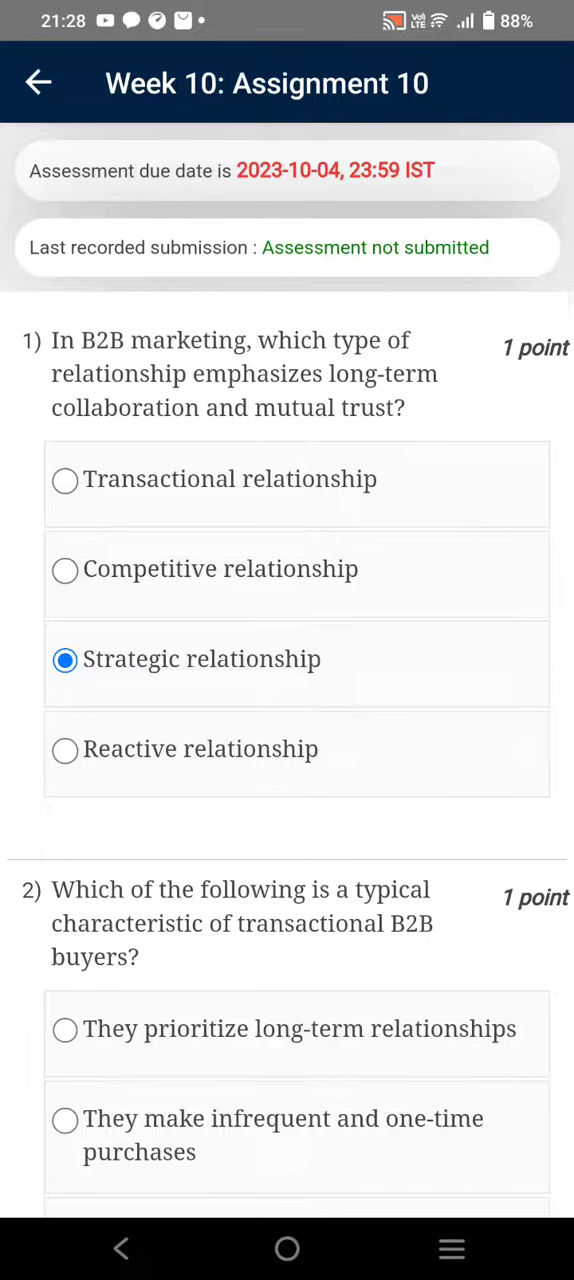 21:28
VoI)
LTE
88%
Week 10: Assignment 10
Assessment due date is 2023-10-04, 23:59 IST
Last recorded submission : Assessment not submitted
1) In B2B marketing, which type of
1 point
relationship emphasizes long-term
collaboration and mutual trust?
Transactional relationship
Competitive relationship
Strategic relationship
Reactive relationship
2) Which of the following is a typical
1 point
characteristic of transactional B2B
buyers?
They prioritize long-term relationships
They make infrequent and one-time
purchases